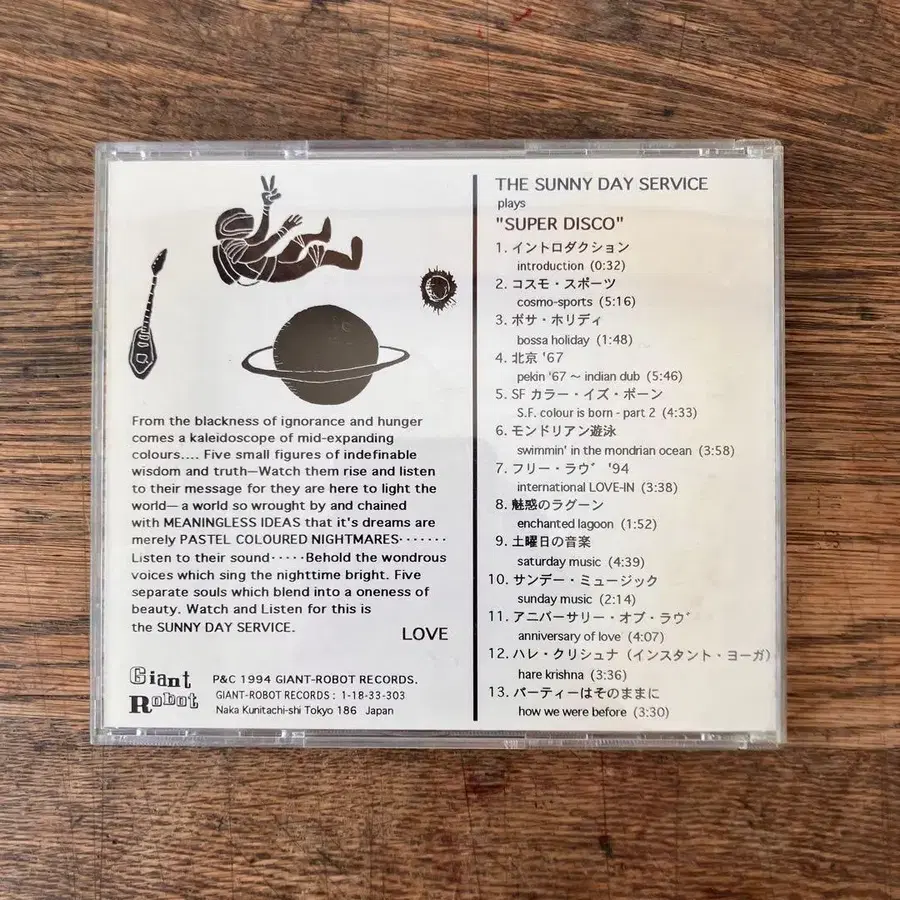 From the blackness of ignorance and hunger
comes a kaleidoscope of mid-expanding
colours.... Five small figures of indefinable
wisdom and truth—Watch them rise and listen
to their message for they are here to light the
world— a world so wrought by and chained
with MEANINGLESS IDEAS that it's dreams are
merely PASTEL COLOURED NIGHTMARES·······
Listen to their sound·····Behold the wondrous
voices which sing the nighttime bright. Five
separate souls which blend into a oneness of
beauty. Watch and Listen for this is
the SUNNY DAY SERVICE.
LOVE
Giant
Robot
P&C 1994 GIANT-ROBOT RECORDS.
GIANT-ROBOT RECORDS : 1-18-33-303
Naka Kunitachi-shi Tokyo 186 Japan
THE SUNNY DAY SERVICE
plays
"SUPER DISCO"
1. イントロダクション
introduction (0:32)
2. コスモ・スポーツ
cosmo-sports (5:16)
3. ボサ・ホリディ
bossa holiday (1:48)
4. 北京 '67
pekin '67 ～ indian dub (5:46)
5. SF カラー・イズ・ボーン
S.F. colour is born - part 2 (4:33)
6. モンドリアン遊泳
swimmin' in the mondrian ocean (3:58)
7. フリー・ラヴ '94
international LOVE-IN (3:38)
8. 魅惑のラグーン
enchanted lagoon (1:52)
9. 土曜日の音楽
saturday music (4:39)
10. サンデー・ミュージック
sunday music (2:14)
11. アニバーサリー・オブ・ラヴ
anniversary of love (4:07)
12. ハレ・クリシュナ（インスタント・ヨーガ）
hare krishna (3:36)
13. パーティーはそのままに
how we were before (3:30)